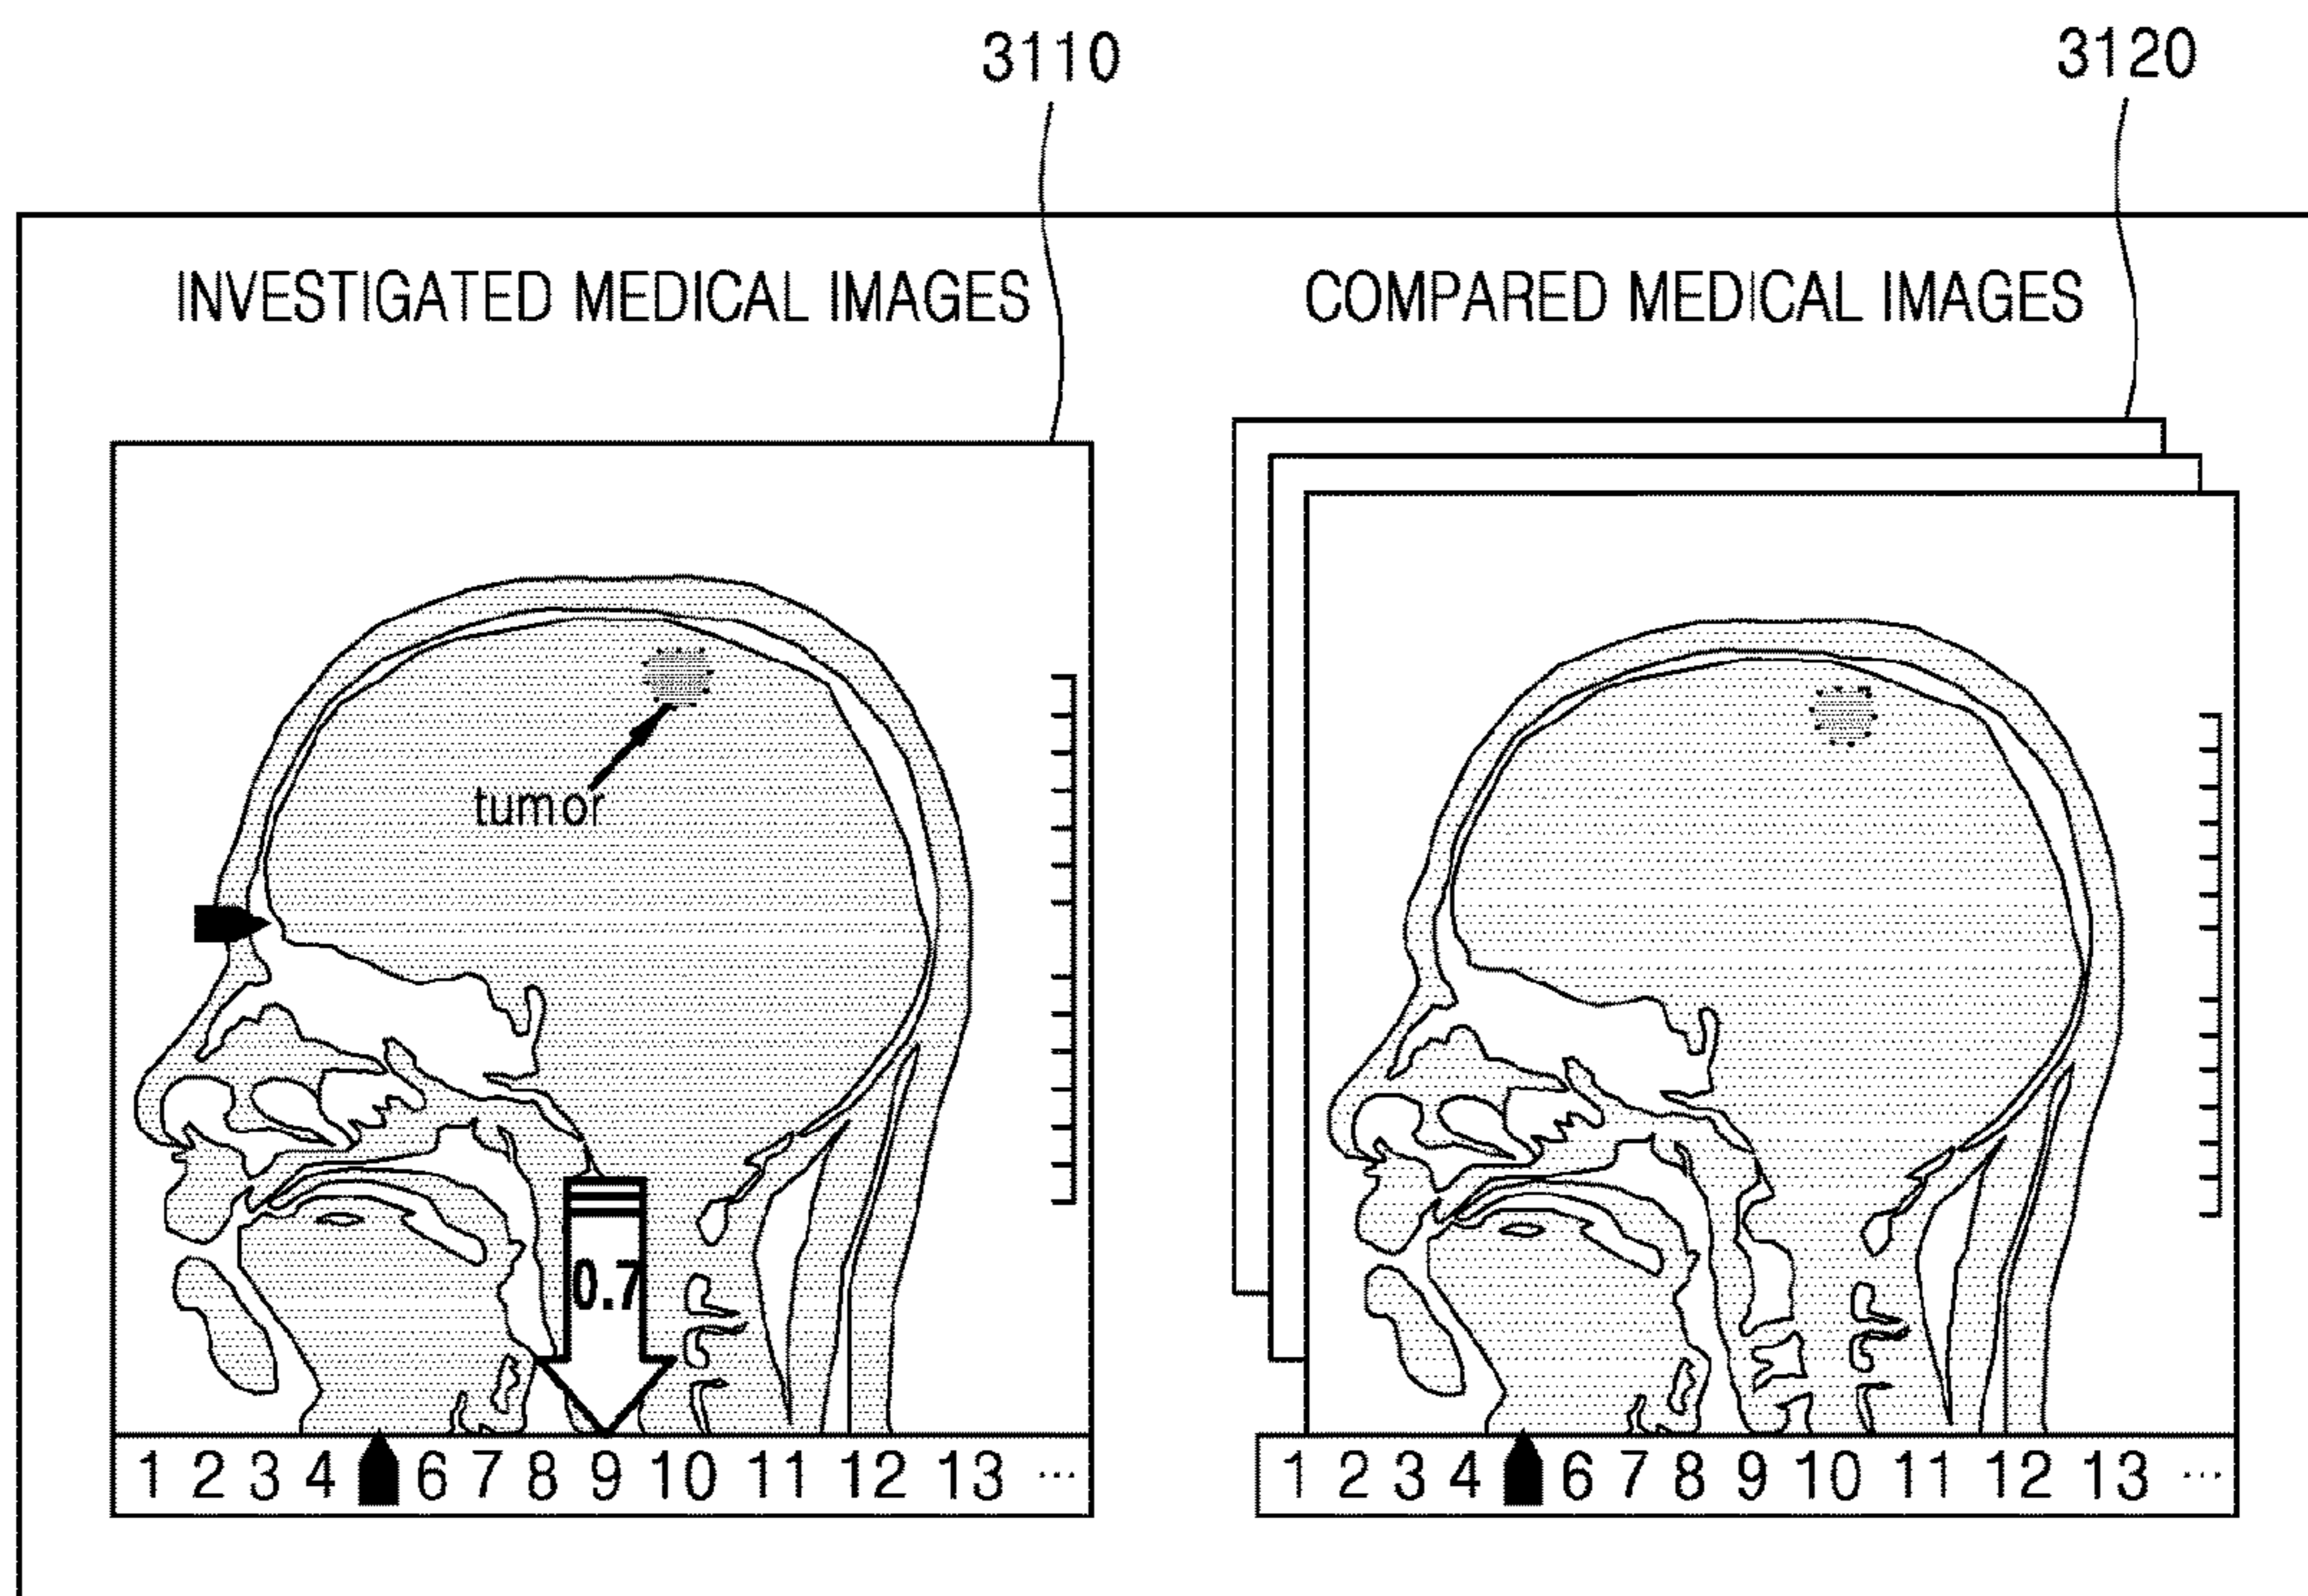 3110 3120
INVESTIGATED MEDICAL IMAGES COMPARED MEDICAL IMAGES
tumor
0.7
1 2 3 4 6 7 8 9 10 11 12 13 ...
1 2 3 4 6 7 8 9 10 11 12 13 ...